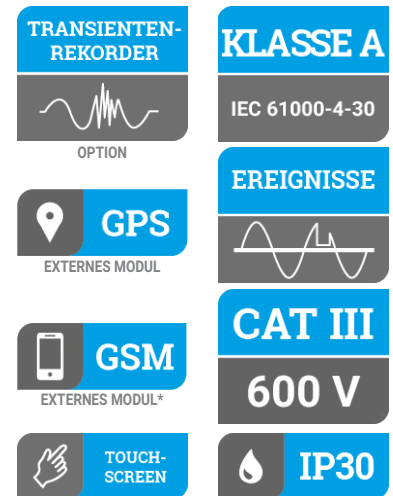 TRANSIENTEN-
REKORDER
OPTION
KLASSE A
IEC 61000-4-30
EREIGNISSE
GPS
EXTERNES MODUL
CAT III
600 V
GSM
EXTERNES MODUL*
TOUCH-
SCREEN
IP30